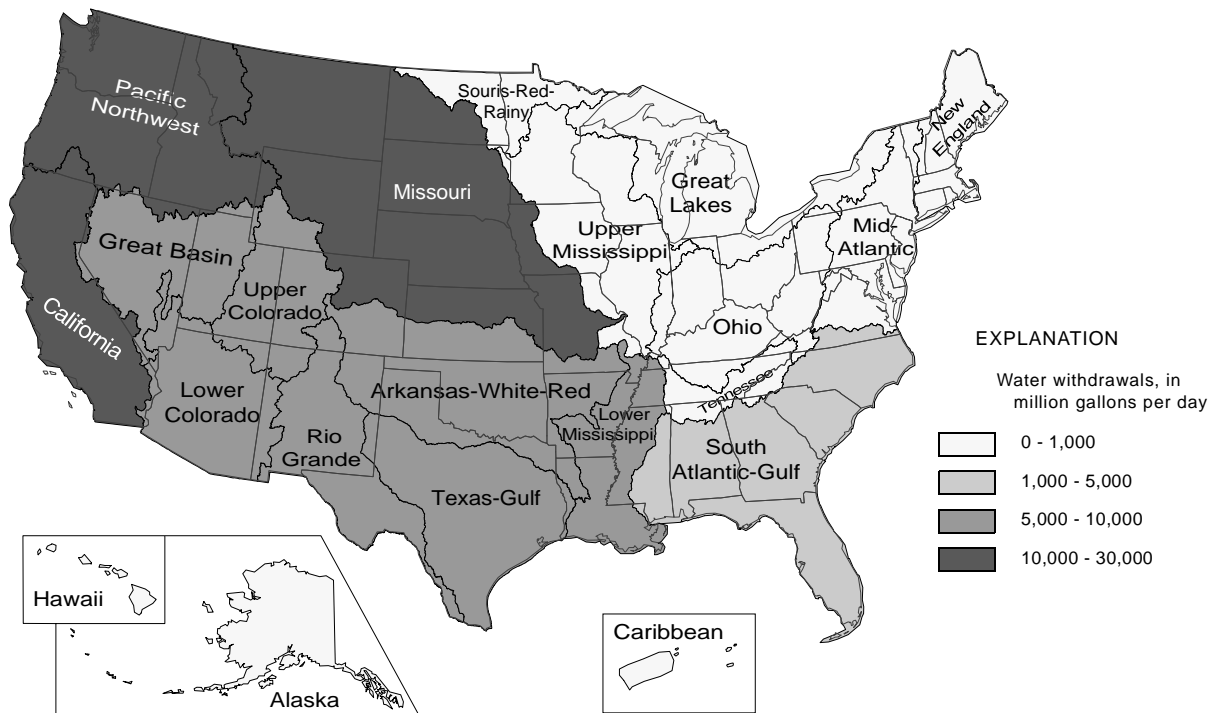 Pacific
Northwest
Souris-Red-
Rainy
New
England
Missouri
Great
Lakes
Upper
Mississippi
Mid-
Atlantic
Great Basin
Upper
Colorado
California
Ohio
Tennessee
Lower
Colorado
Arkansas-White-Red
Lower
Mississippi
Rio
Grande
South
Atlantic-Gulf
Texas-Gulf
EXPLANATION
Water withdrawals, in
million gallons per day
0 - 1,000
1,000 - 5,000
5,000 - 10,000
10,000 - 30,000
Hawaii
Alaska
Caribbean